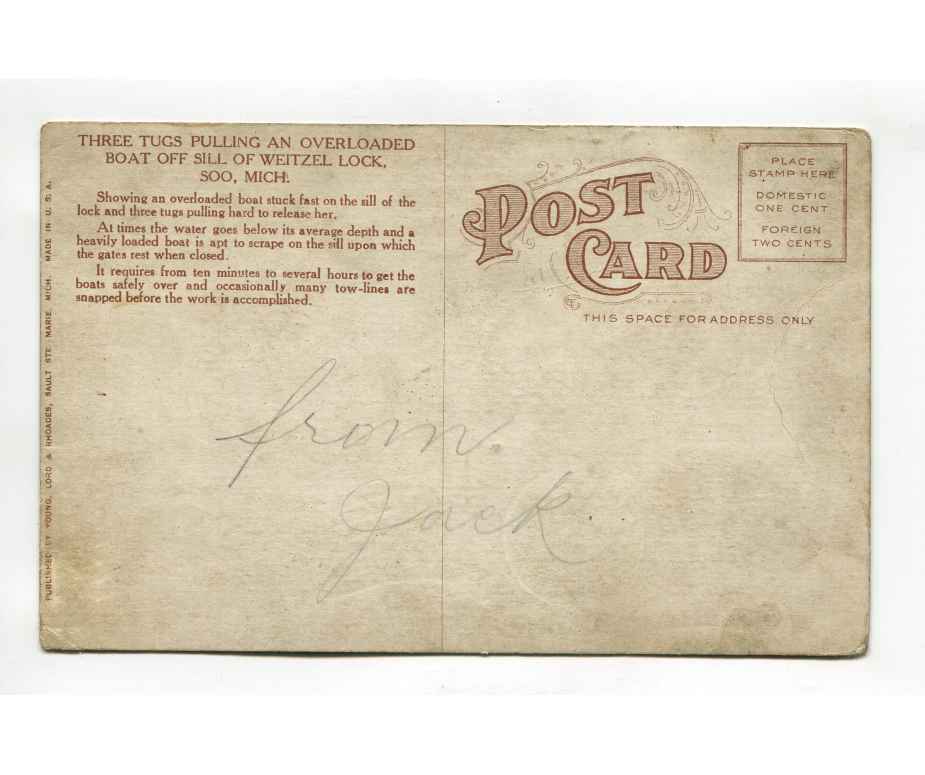 THREE TUGS PULLING AN OVERLOADED
BOAT OFF SILL OF WEITZEL LOCK,
SOO, MICH.
Showing an overloaded boat stuck fast on the sill of the
lock and three tugs pulling hard to release her.
At times the water goes below its average depth and a
heavily loaded boat is apt to scrape on the sill upon which
the gates rest when closed.
It requires from ten minutes to several hours to get the
boats safely over and occasionally many tow-lines are
snapped before the work is accomplished.
PUBLISHED BY YOUNG, LORD & RHOADES, SAULT STE. MARIE, MICH. MADE IN U. S. A.
POST
CARD
THIS SPACE FOR ADDRESS ONLY
PLACE
STAMP HERE
DOMESTIC
ONE CENT
FOREIGN
TWO CENTS
from.
Jack